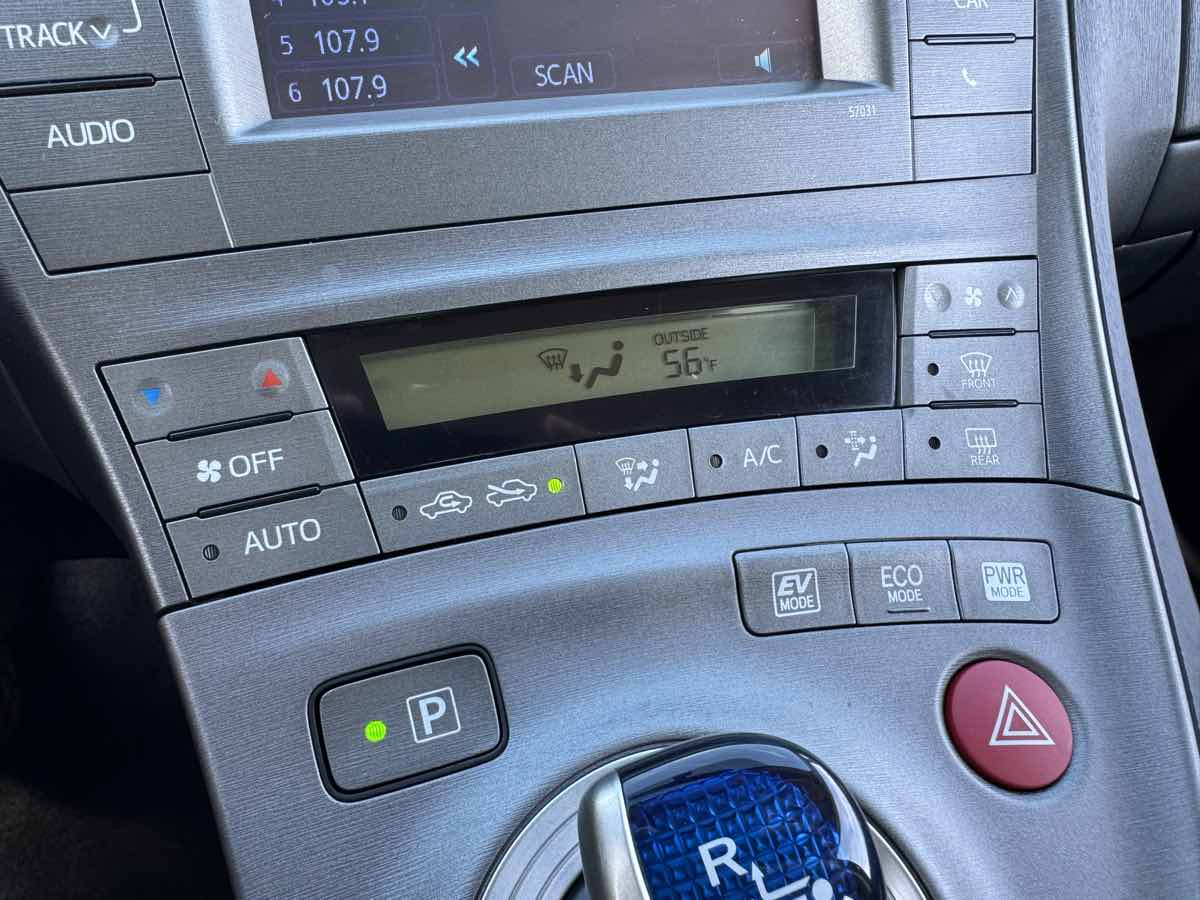 TRACK
5 107.9
6 107.9
SCAN
AUDIO
57031
OUTSIDE
56°F
FRONT
REAR
OFF
AUTO
A/C
EV
MODE
ECO
MODE
PWR
MODE
P
R